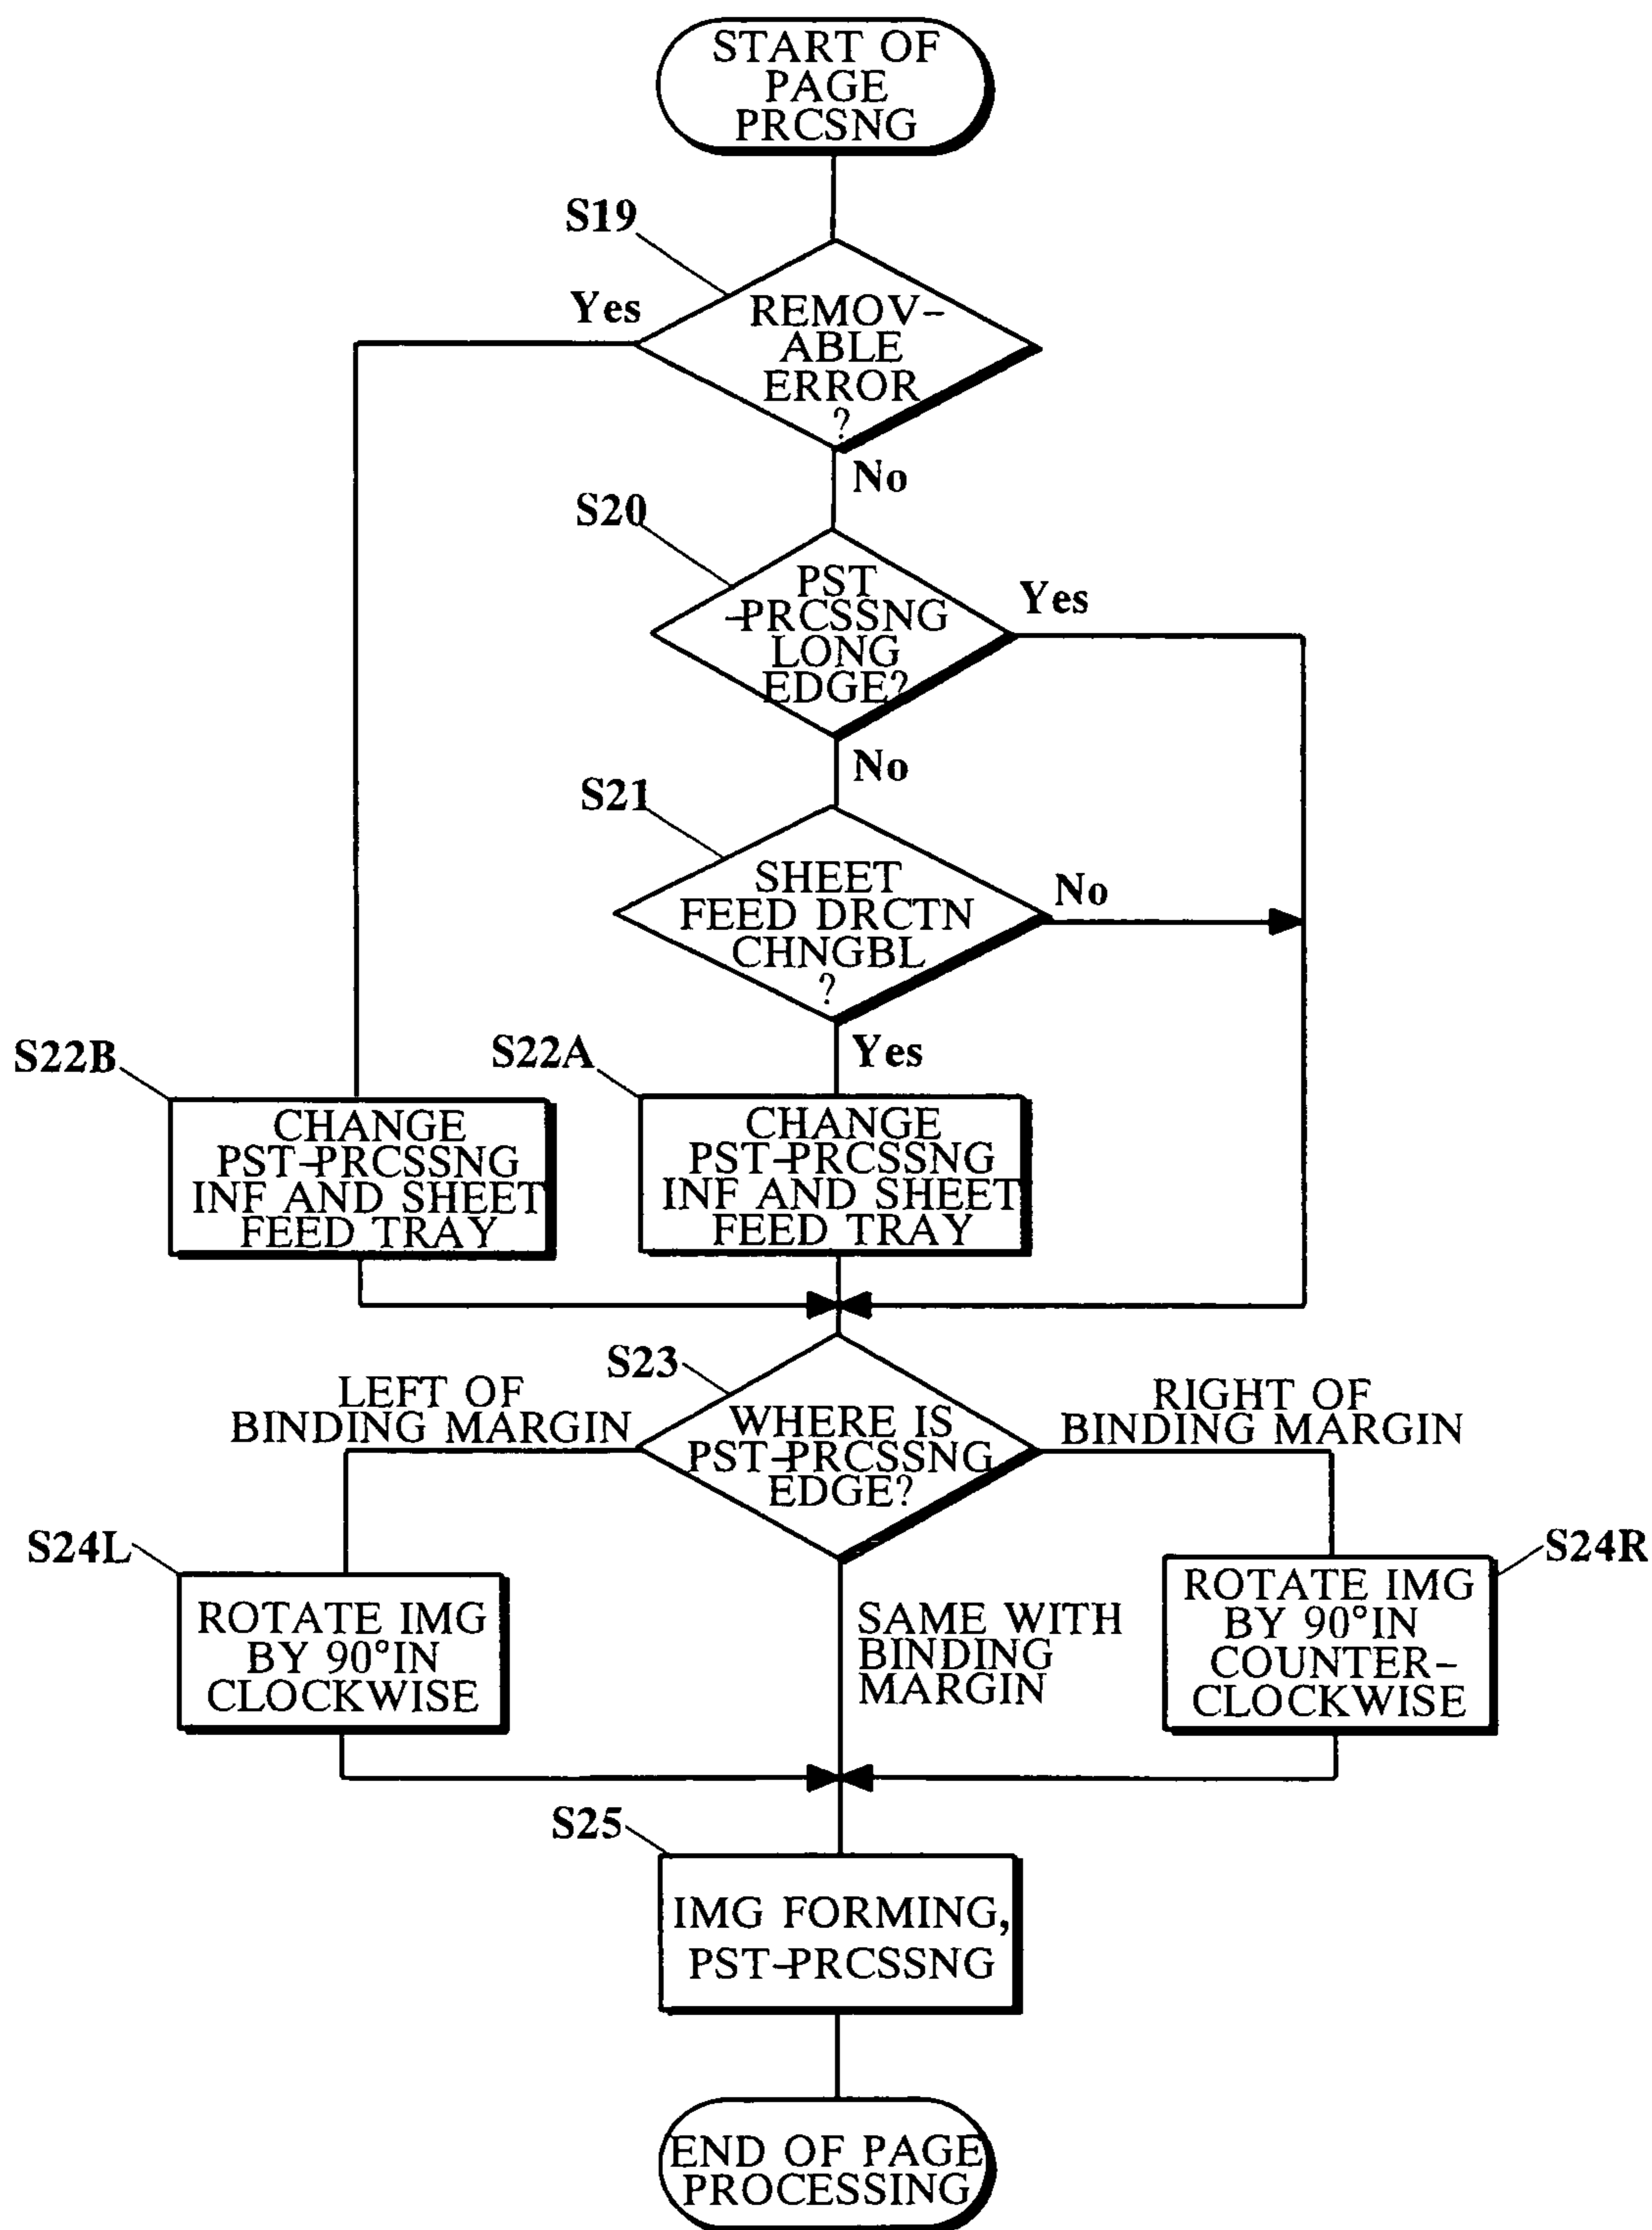 START OF
PAGE
PRCSNG
S19
Yes
REMOV-
ABLE
ERROR
?
No
S20
PST
-PRCSSNG
LONG
EDGE?
Yes
No
S21
SHEET
FEED DRCTN
CHNGBL
?
No
Yes
S22B
CHANGE
PST-PRCSSNG
INF AND SHEET
FEED TRAY
S22A
CHANGE
PST-PRCSSNG
INF AND SHEET
FEED TRAY
S23
WHERE IS
PST-PRCSSNG
EDGE?
LEFT OF
BINDING MARGIN
RIGHT OF
BINDING MARGIN
S24L
ROTATE IMG
BY 90°IN
CLOCKWISE
SAME WITH
BINDING
MARGIN
S24R
ROTATE IMG
BY 90°IN
COUNTER-
CLOCKWISE
S25
IMG FORMING,
PST-PRCSSNG
END OF PAGE
PROCESSING